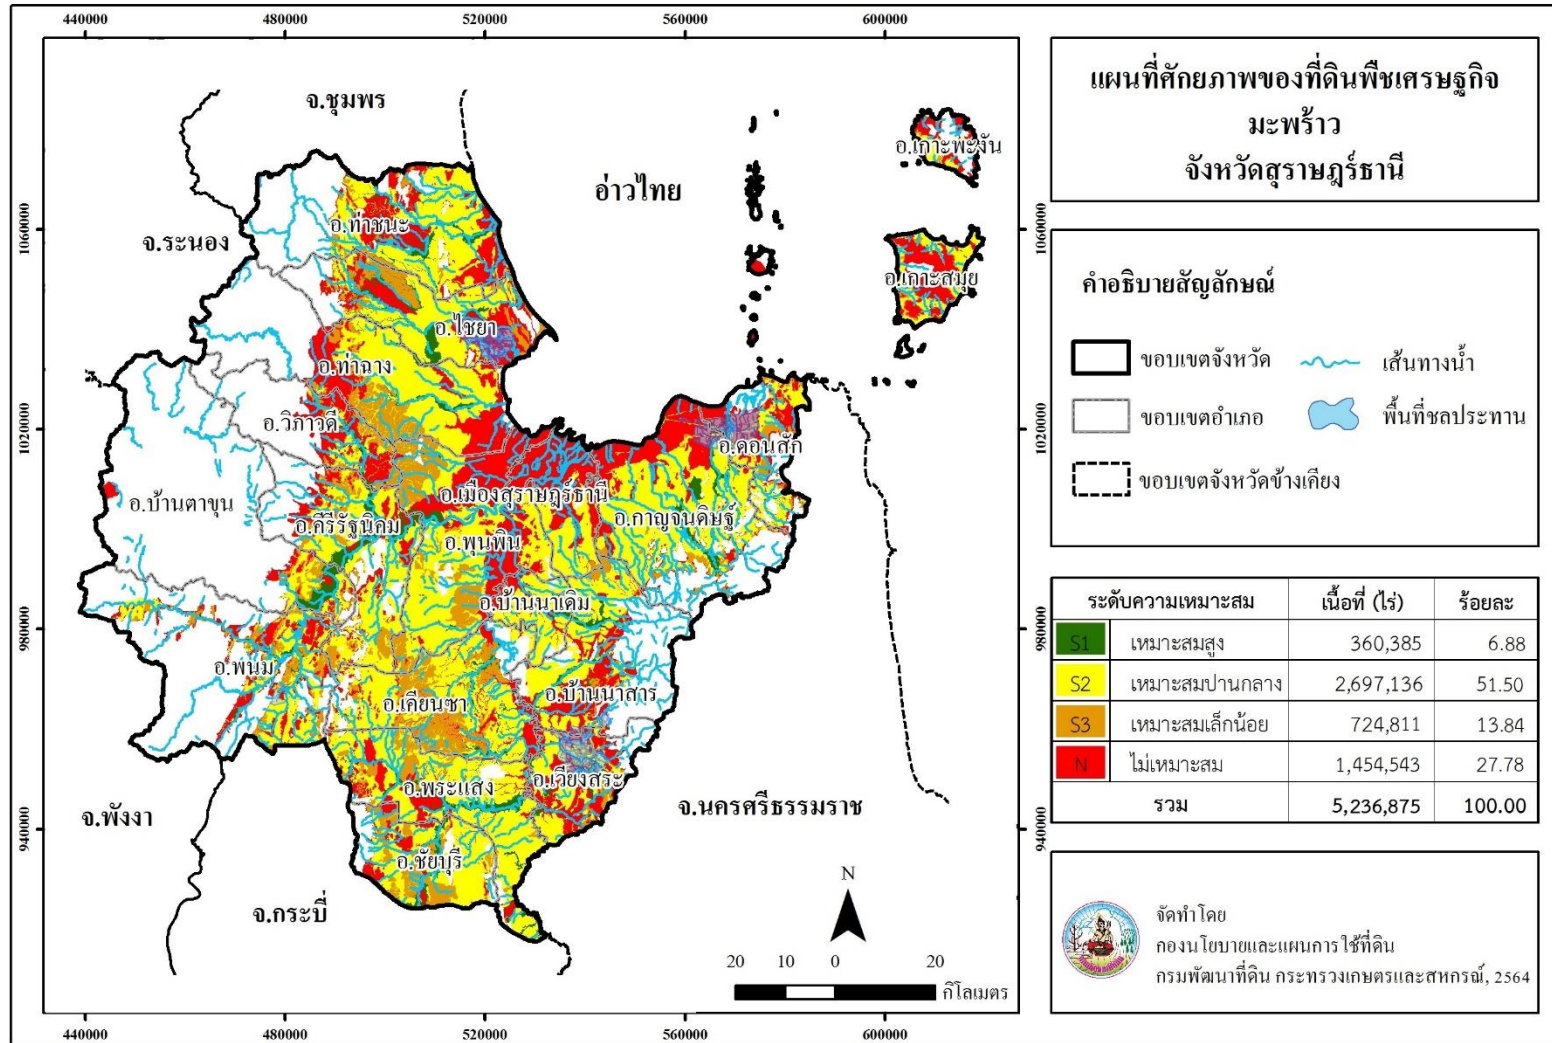 440000 480000 520000 560000 600000
แผนที่ศักยภาพของที่ดินพืชเศรษฐกิจ
มะพร้าว
จังหวัดสุราษฎร์ธานี
จ.ชุมพร
อ.เกาะพะงัน
อ่าวไทย
อ.ท่าชนะ
จ.ระนอง
อ.เกาะสมุย
อ.ไชยา
อ.ท่าฉาง
อ.วิภาวดี
อ.ดอนสัก
อ.บ้านตาขุน
อ.เมืองสุราษฎร์ธานี
อ.คีรีรัฐนิคม
อ.กาญจนดิษฐ์
อ.พุนพิน
อ.บ้านนาเดิม
อ.พนม
อ.บ้านนาสาร
อ.เคียนซา
อ.พระแสง
อ.เวียงสระ
จ.พังงา
จ.นครศรีธรรมราช
อ.ชัยบุรี
จ.กระบี่
1060000 1060000
1020000 1020000
980000 980000
940000 940000
N
20 10 0 20
กิโลเมตร
คำอธิบายสัญลักษณ์
ขอบเขตจังหวัด เส้นทางน้ำ
ขอบเขตอำเภอ พื้นที่ชลประทาน
ขอบเขตจังหวัดข้างเคียง
ระดับความเหมาะสม เนื้อที่ (ไร่) ร้อยละ
S1 เหมาะสมสูง 360,385 6.88
S2 เหมาะสมปานกลาง 2,697,136 51.50
S3 เหมาะสมเล็กน้อย 724,811 13.84
N ไม่เหมาะสม 1,454,543 27.78
รวม 5,236,875 100.00
จัดทำโดย
กองนโยบายและแผนการใช้ที่ดิน
กรมพัฒนาที่ดิน กระทรวงเกษตรและสหกรณ์, 2564
440000 480000 520000 560000 600000